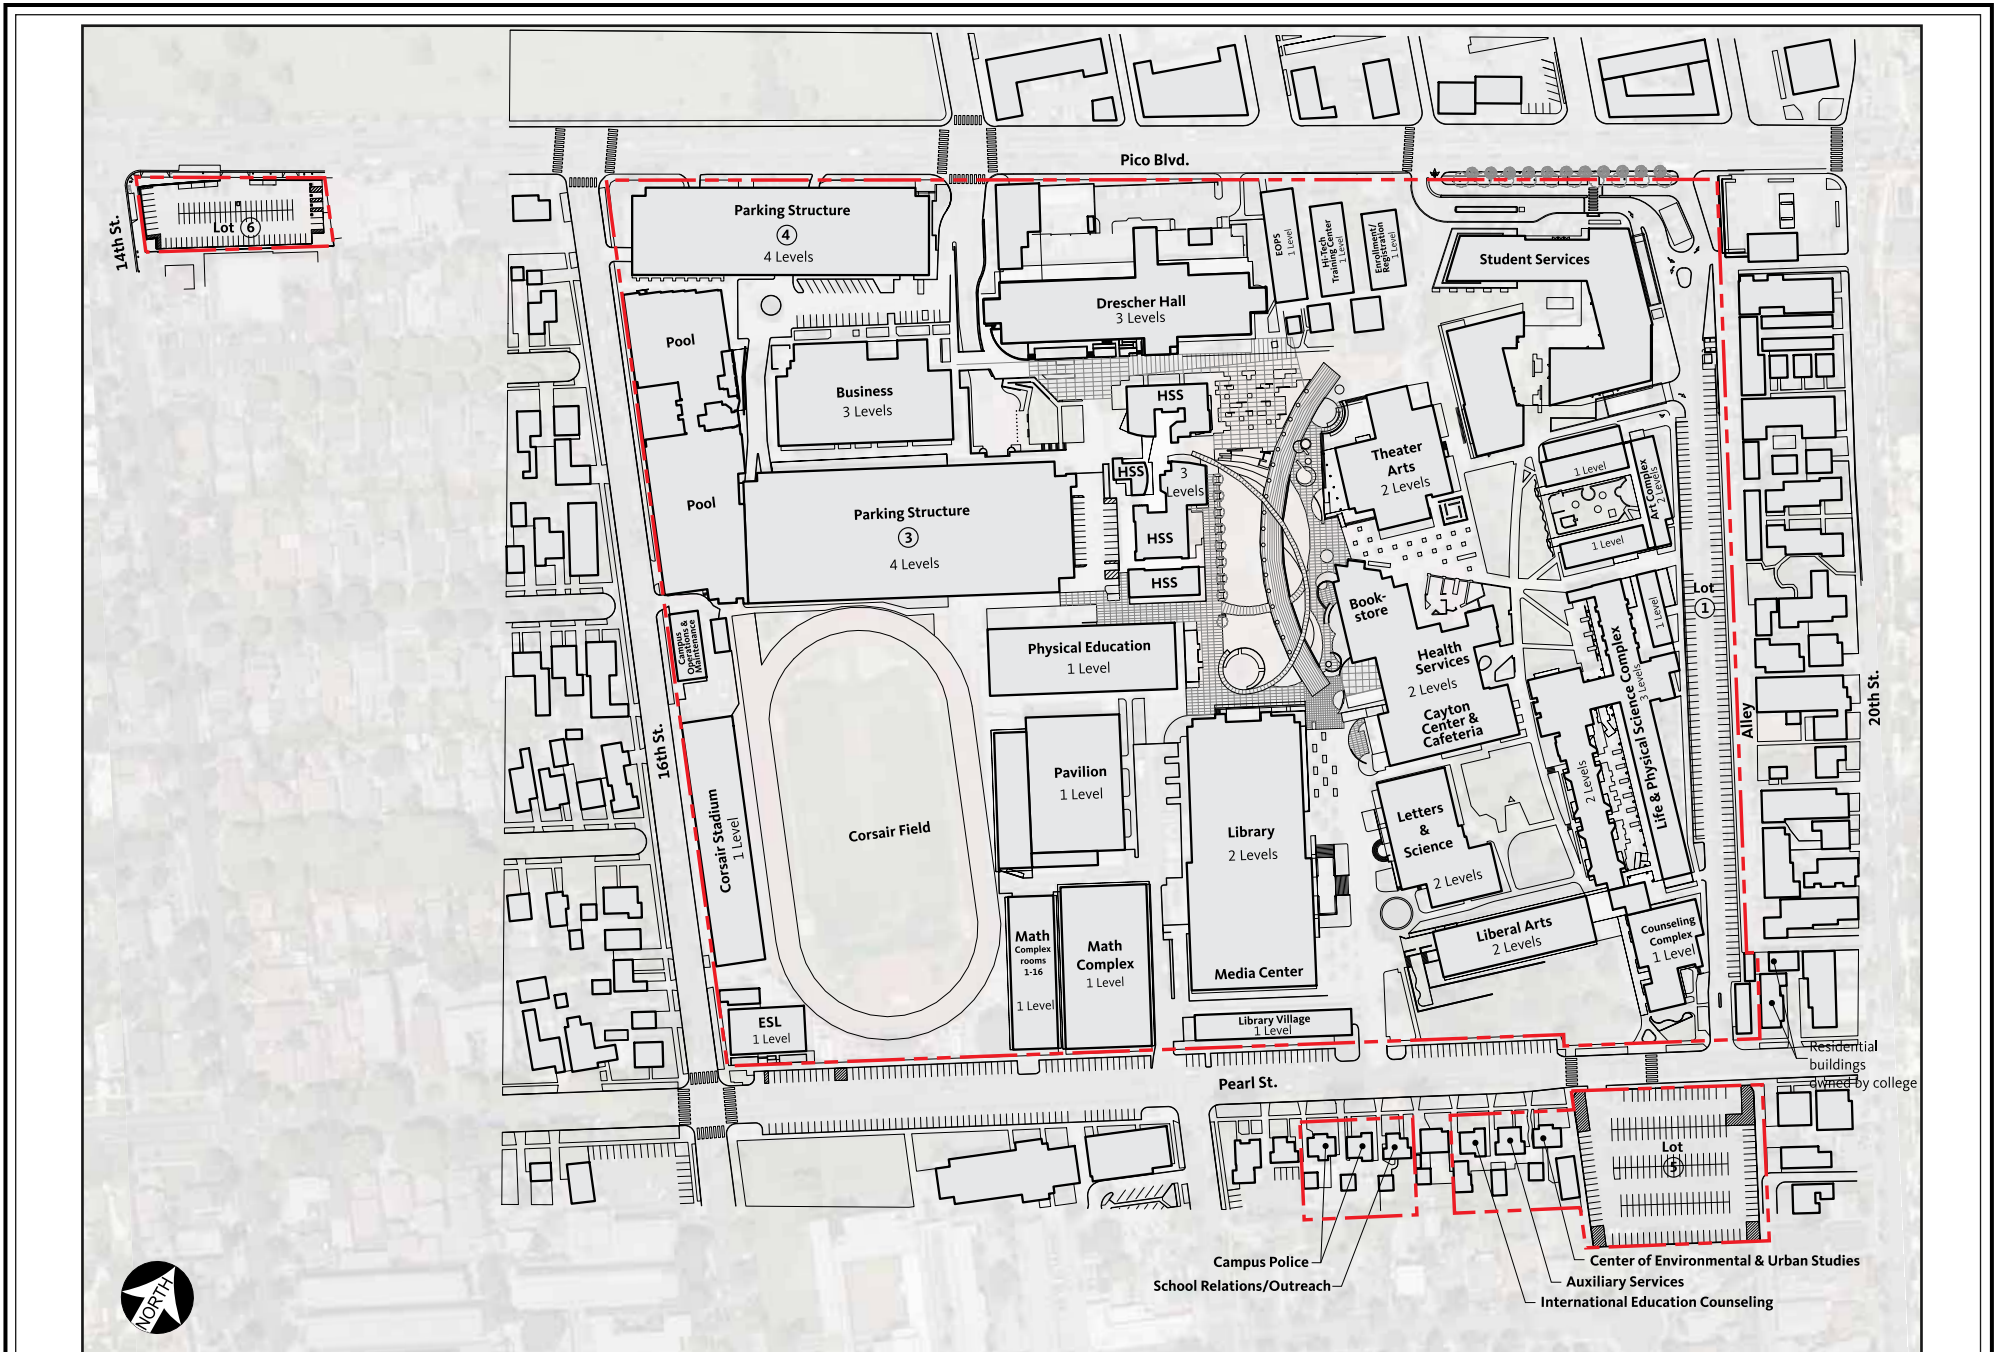 Pico Blvd.
14th St.
Lot 6
Parking Structure
4
4 Levels
EOPS
1 Level
Hi-Tech
Training Center
1 Level
Enrollment/
Registration
1 Level
Student Services
Drescher Hall
3 Levels
Pool
Business
3 Levels
HSS
HSS
3
Levels
HSS
HSS
Theater
Arts
2 Levels
1 Level
Art Complex
2 Levels
1 Level
Pool
Parking Structure
3
4 Levels
Lot
1
Book-
store
Campus
Operations &
Maintenance
Physical Education
1 Level
Health
Services
2 Levels
Cayton
Center &
Cafeteria
1 Level
Life & Physical Science Complex
3 Levels
2 Levels
Alley
20th St.
16th St.
Corsair Stadium
1 Level
Corsair Field
Pavilion
1 Level
Library
2 Levels
Media Center
Letters
&
Science
2 Levels
Liberal Arts
2 Levels
Counseling
Complex
1 Level
Math
Complex
rooms
1-16
1 Level
Math
Complex
1 Level
ESL
1 Level
Library Village
1 Level
Residential
buildings
owned by college
Pearl St.
Lot
5
Campus Police
School Relations/Outreach
Center of Environmental & Urban Studies
Auxiliary Services
International Education Counseling
NORTH